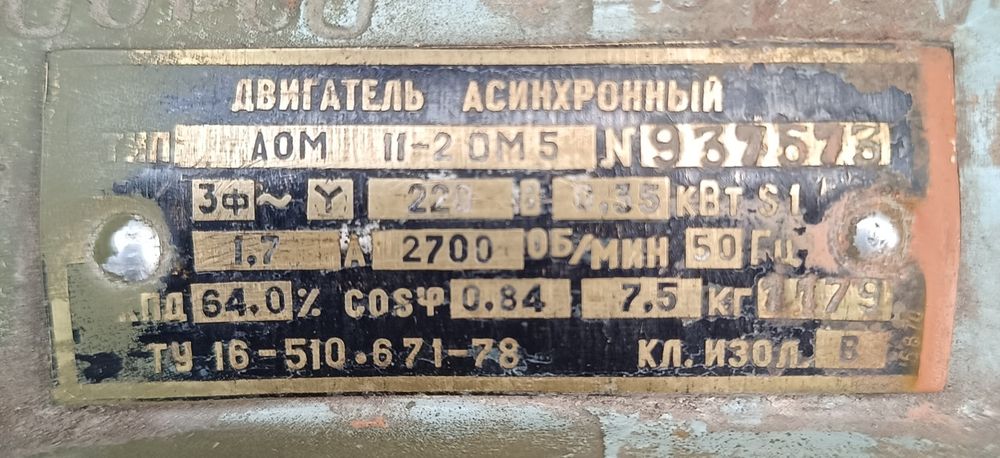 ДВИГАТЕЛЬ АСИНХРОННЫЙ
ТИП АОМ 11-2 ОМ5 N 937573
3Ф~ Y 220 В 0,35 КВТ S1
1,7 А 2700 ОБ/МИН 50 Гц
КПД 64.0 % COSφ 0.84 7,5 КГ 1179
ТУ 16-510.671-78 КЛ. ИЗОЛ. В